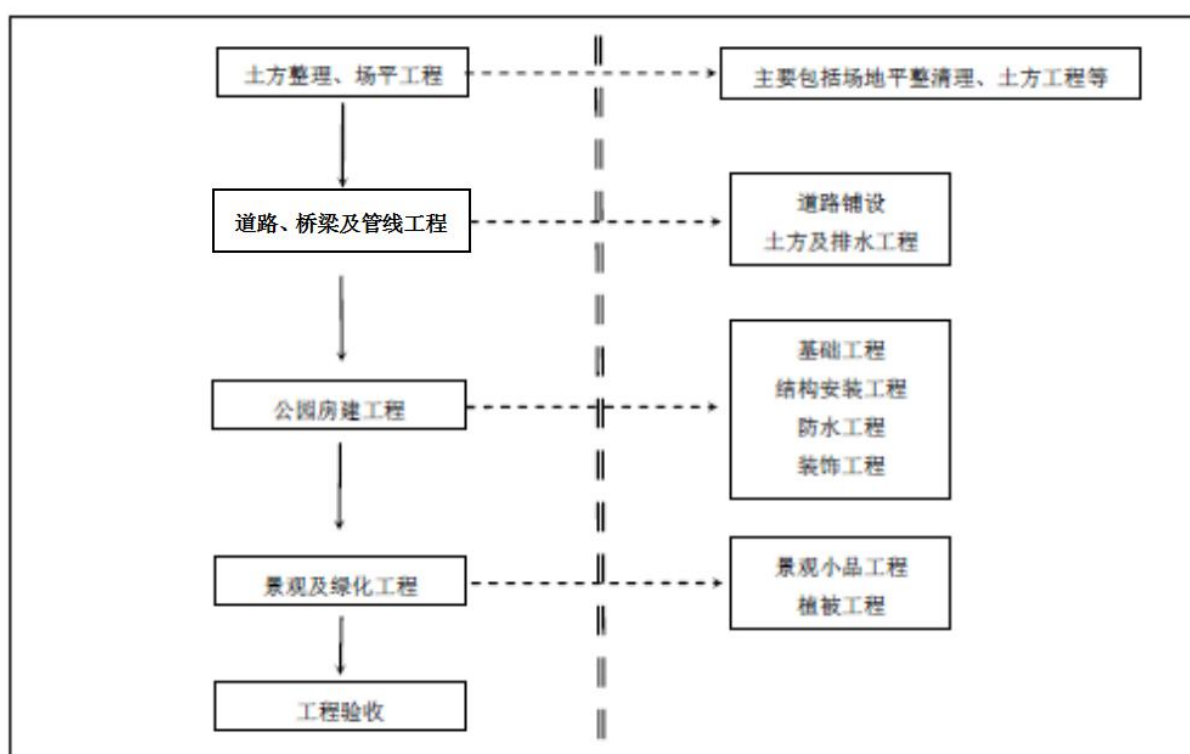 土方整理、场平工程
主要包括场地平整清理、土方工程等
道路、桥梁及管线工程
道路铺设
土方及排水工程
公园房建工程
基础工程
结构安装工程
防水工程
装饰工程
景观及绿化工程
景观小品工程
植被工程
工程验收